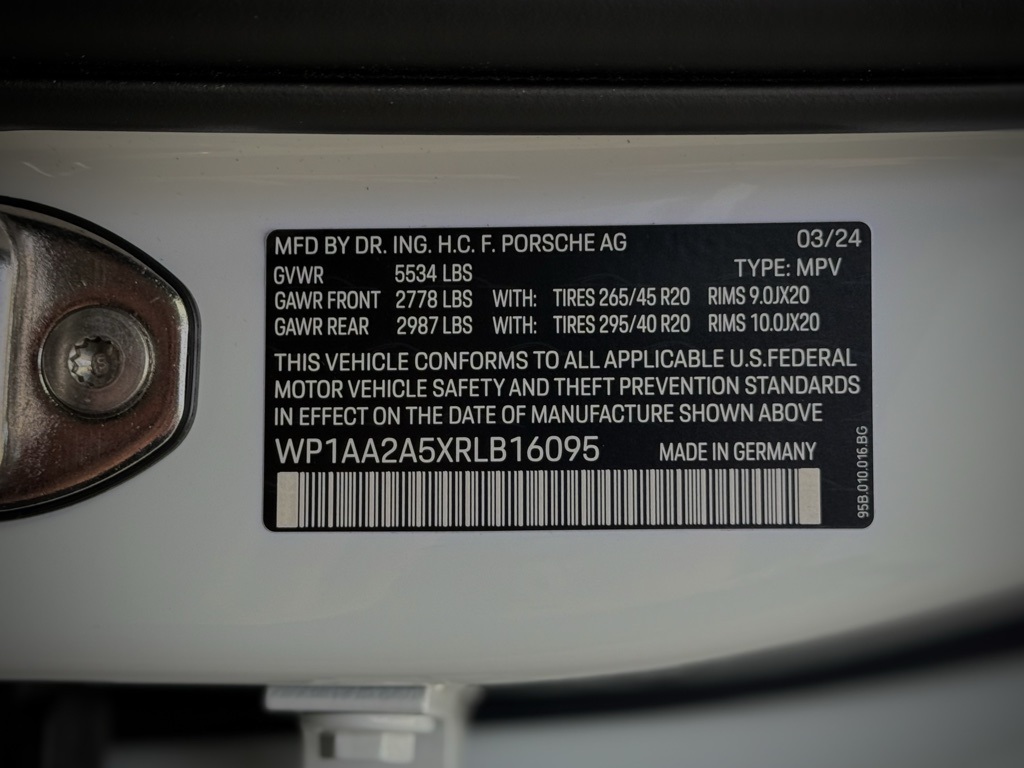 MFD BY DR. ING. H.C. F. PORSCHE AG 03/24
GVWR 5534 LBS TYPE: MPV
GAWR FRONT 2778 LBS WITH: TIRES 265/45 R20 RIMS 9.0JX20
GAWR REAR 2987 LBS WITH: TIRES 295/40 R20 RIMS 10.0JX20
THIS VEHICLE CONFORMS TO ALL APPLICABLE U.S.FEDERAL
MOTOR VEHICLE SAFETY AND THEFT PREVENTION STANDARDS
IN EFFECT ON THE DATE OF MANUFACTURE SHOWN ABOVE
WP1AA2A5XRLB16095 MADE IN GERMANY
95B.010.016.BG